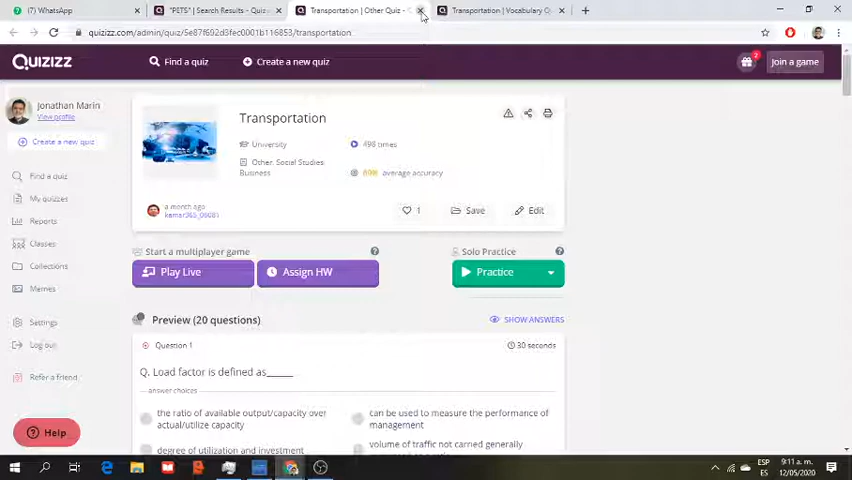 (7) WhatsApp
"PETS" | Search Results - Quiz
Transportation | Other Quiz -
Transportation | Vocabulary Q
quizizz.com/admin/quiz/5e87f692d3fec0001b116853/transportation
QUIZIZZ
Find a quiz
Create a new quiz
Join a game
Jonathan Marin
View profile
Create a new quiz
Find a quiz
My quizzes
Reports
Classes
Collections
Memes
Settings
Log out
Refer a friend
Help
Transportation
University
498 times
Other, Social Studies
Business
average accuracy
a month ago
1
Save
Edit
Start a multiplayer game
Play Live
Assign HW
Solo Practice
Practice
Preview (20 questions)
SHOW ANSWERS
Question 1
30 seconds
Q. Load factor is defined as______
answer choices
the ratio of available output/capacity over
actual/utilize capacity
can be used to measure the performance of
management
degree of utilization and investment
volume of traffic not carried generally
ESP
ES
9:11 a. m.
12/05/2020